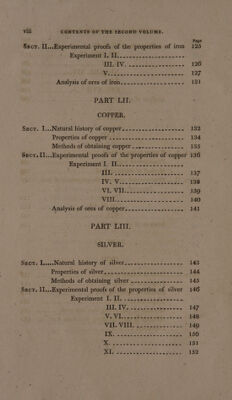 viii CONTENTS OF THE SECOND VOLUME.
Page
SECT. II...Experimental proofs of the properties of iron 125
Experiment I. II.
III. IV. 126
V. 127
Analysis of ores of iron 131
PART LII.
COPPER.
SECT. I...Natural history of copper 132
Properties of copper 134
Methods of obtaining copper 135
SECT. II...Experimental proofs of the properties of copper 136
Experiment I. II.
III. 137
IV. V. 138
VI. VII. 139
VIII. 140
Analysis of ores of copper 141
PART LIII.
SILVER.
SECT. I....Natural history of silver 143
Properties of silver 144
Methods of obtaining silver 145
SECT. II...Experimental proofs of the properties of silver 146
Experiment I. II.
III. IV. 147
V. VI. 148
VII. VIII. 149
IX. 150
X. 151
XI. 152